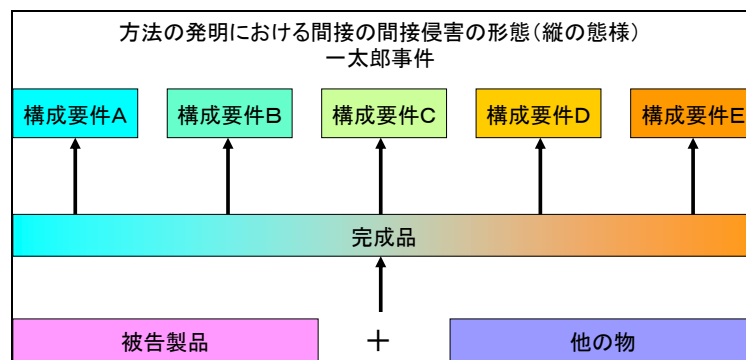 方法の発明における間接の間接侵害の形態(縦の態様)
一太郎事件
構成要件A 構成要件B 構成要件C 構成要件D 構成要件E
完成品
被告製品 + 他の物